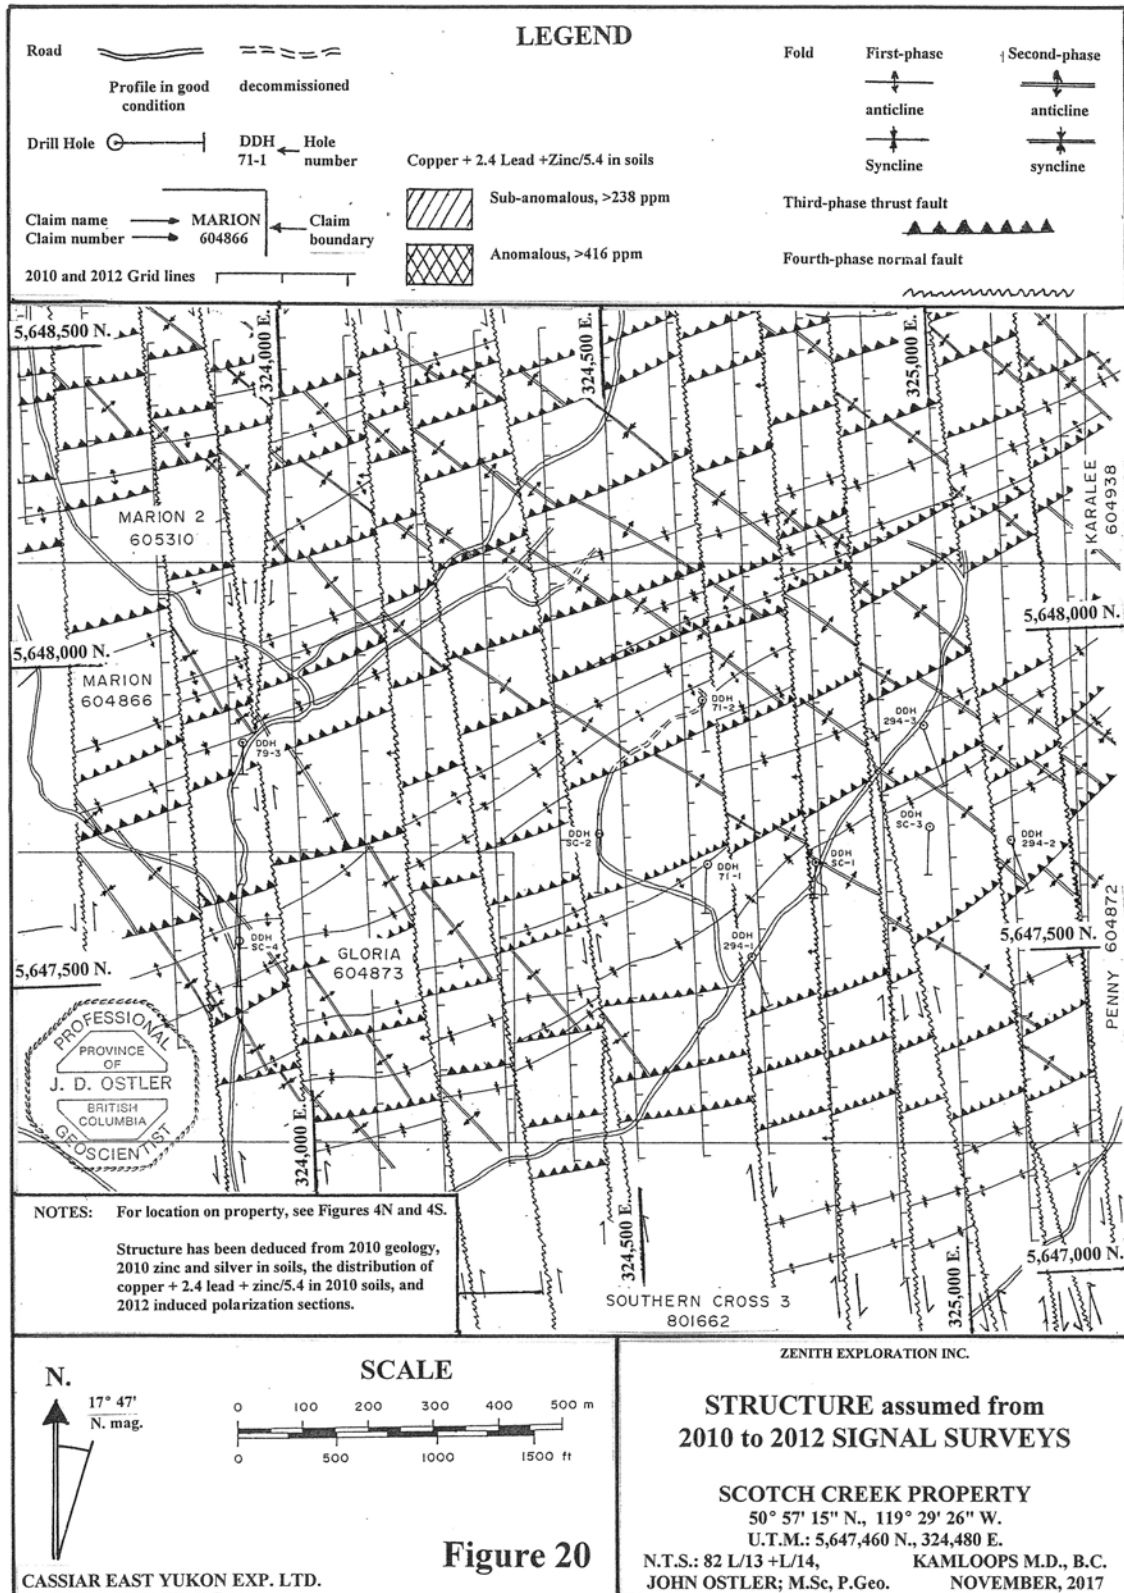 LEGEND
Road
Profile in good
condition
decommissioned
Drill Hole
DDH
71-1
Hole
number
Claim name
Claim number
MARION
604866
Claim
boundary
2010 and 2012 Grid lines
Copper + 2.4 Lead +Zinc/5.4 in soils
Sub-anomalous, >238 ppm
Anomalous, >416 ppm
Fold
First-phase
Second-phase
anticline
anticline
Syncline
syncline
Third-phase thrust fault
Fourth-phase normal fault
5,648,500 N.
324,000 E.
324,500 E.
325,000 E.
MARION 2
605310
KARALEE
604938
5,648,000 N.
5,648,000 N.
MARION
604866
DDH
79-3
DDH
71-2
DDH
294-3
DDH
SC-2
DDH
71-1
DDH
SC-1
DDH
SC-3
DDH
294-2
DDH
SC-4
DDH
294-1
GLORIA
604873
5,647,500 N.
5,647,500 N.
PENNY 604872
PROFESSIONAL
PROVINCE
OF
J. D. OSTLER
BRITISH
COLUMBIA
GEOSCIENTIST
324,000 E.
324,500 E.
325,000 E.
5,647,000 N.
SOUTHERN CROSS 3
801662
NOTES: For location on property, see Figures 4N and 4S.
Structure has been deduced from 2010 geology,
2010 zinc and silver in soils, the distribution of
copper + 2.4 lead + zinc/5.4 in 2010 soils, and
2012 induced polarization sections.
N.
17° 47'
N. mag.
SCALE
0 100 200 300 400 500 m
0 500 1000 1500 ft
Figure 20
CASSIAR EAST YUKON EXP. LTD.
ZENITH EXPLORATION INC.
STRUCTURE assumed from
2010 to 2012 SIGNAL SURVEYS
SCOTCH CREEK PROPERTY
50° 57' 15" N., 119° 29' 26" W.
U.T.M.: 5,647,460 N., 324,480 E.
N.T.S.: 82 L/13 +L/14, KAMLOOPS M.D., B.C.
JOHN OSTLER; M.Sc, P.Geo. NOVEMBER, 2017